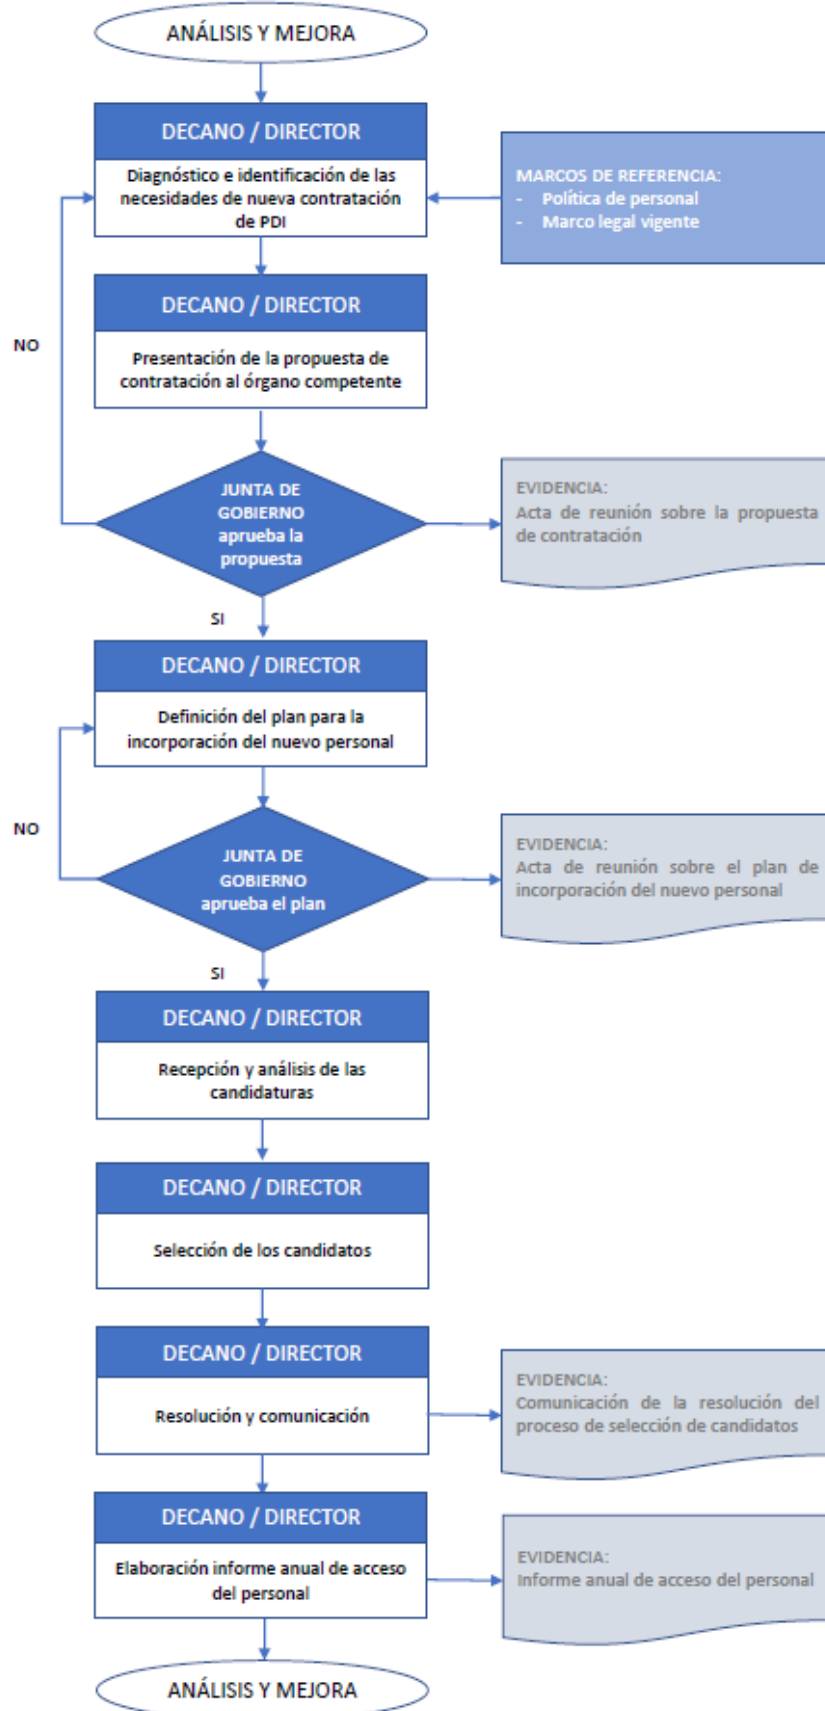 ANÁLISIS Y MEJORA
DECANO / DIRECTOR
Diagnóstico e identificación de las
necesidades de nueva contratación
de PDI
MARCOS DE REFERENCIA:
- Política de personal
- Marco legal vigente
DECANO / DIRECTOR
Presentación de la propuesta de
contratación al órgano competente
NO
JUNTA DE
GOBIERNO
aprueba la
propuesta
EVIDENCIA:
Acta de reunión sobre la propuesta
de contratación
SI
DECANO / DIRECTOR
Definición del plan para la
incorporación del nuevo personal
NO
JUNTA DE
GOBIERNO
aprueba el plan
EVIDENCIA:
Acta de reunión sobre el plan de
incorporación del nuevo personal
SI
DECANO / DIRECTOR
Recepción y análisis de las
candidaturas
DECANO / DIRECTOR
Selección de los candidatos
DECANO / DIRECTOR
Resolución y comunicación
EVIDENCIA:
Comunicación de la resolución del
proceso de selección de candidatos
DECANO / DIRECTOR
Elaboración informe anual de acceso
del personal
EVIDENCIA:
Informe anual de acceso del personal
ANÁLISIS Y MEJORA